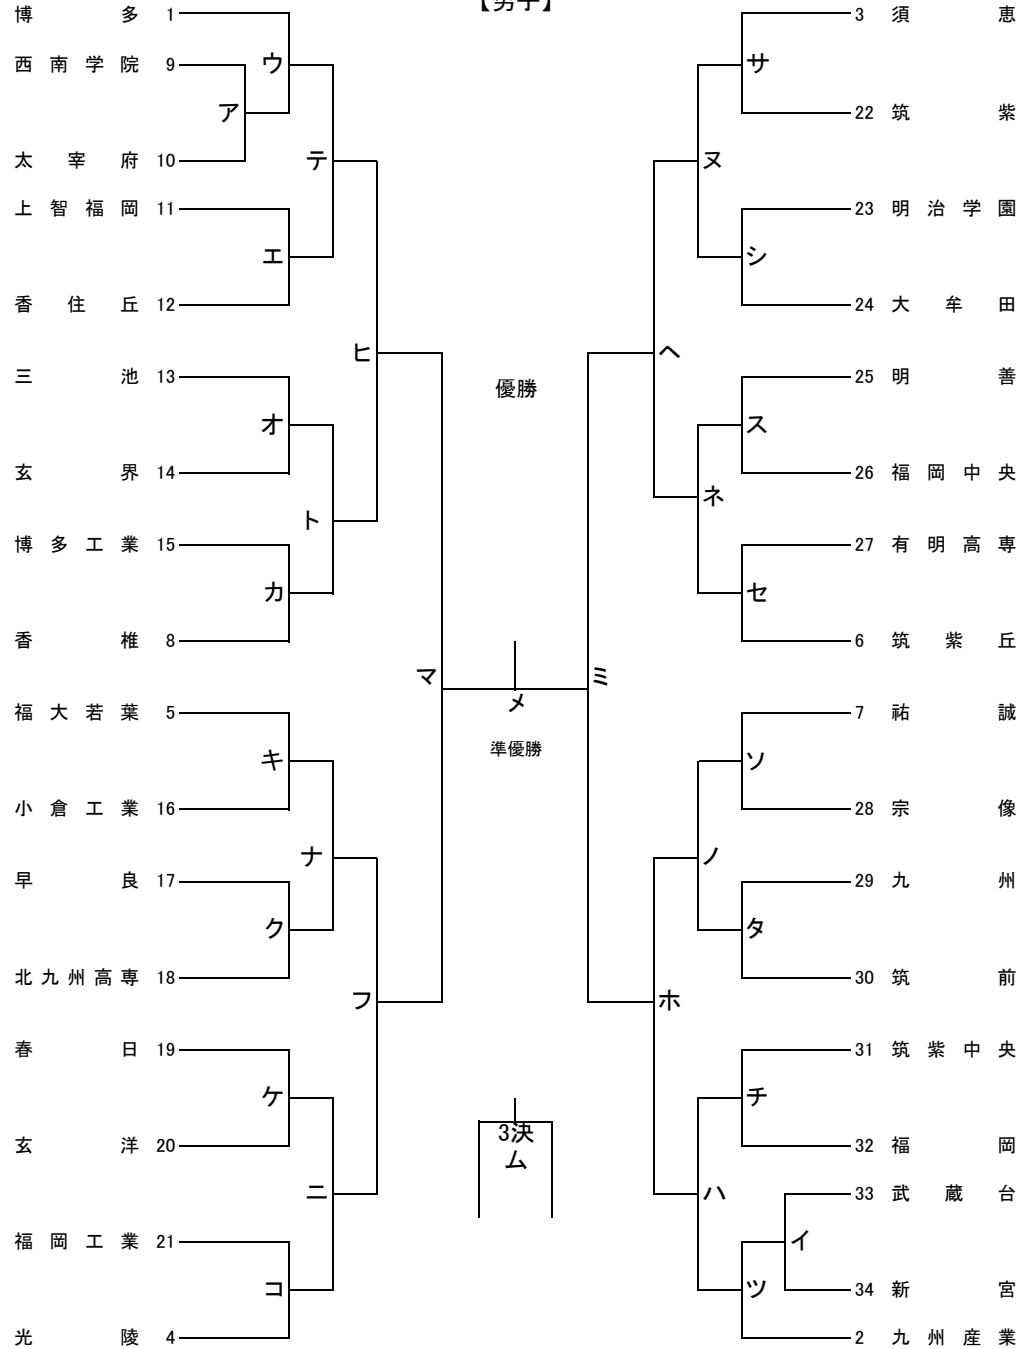 【男子】
博多 1
西南学院 9
ウ
ア
太宰府 10
テ
上智福岡 11
エ
香住丘 12
ヒ
三池 13
オ
玄界 14
ト
博多工業 15
カ
香椎 8
マ
福大若葉 5
キ
小倉工業 16
ナ
早良 17
ク
北九州高専 18
フ
春日 19
ケ
玄洋 20
ニ
福岡工業 21
コ
光陵 4
優勝
メ
準優勝
3決
ム
3 須恵
サ
22 筑紫
ヌ
23 明治学園
シ
24 大牟田
ヘ
25 明善
ス
26 福岡中央
ネ
27 有明高専
セ
6 筑紫丘
ミ
7 祐誠
ソ
28 宗像
ノ
29 九州
タ
30 筑前
ホ
31 筑紫中央
チ
32 福岡
ハ
33 武蔵台
イ
34 新宮
ツ
2 九州産業